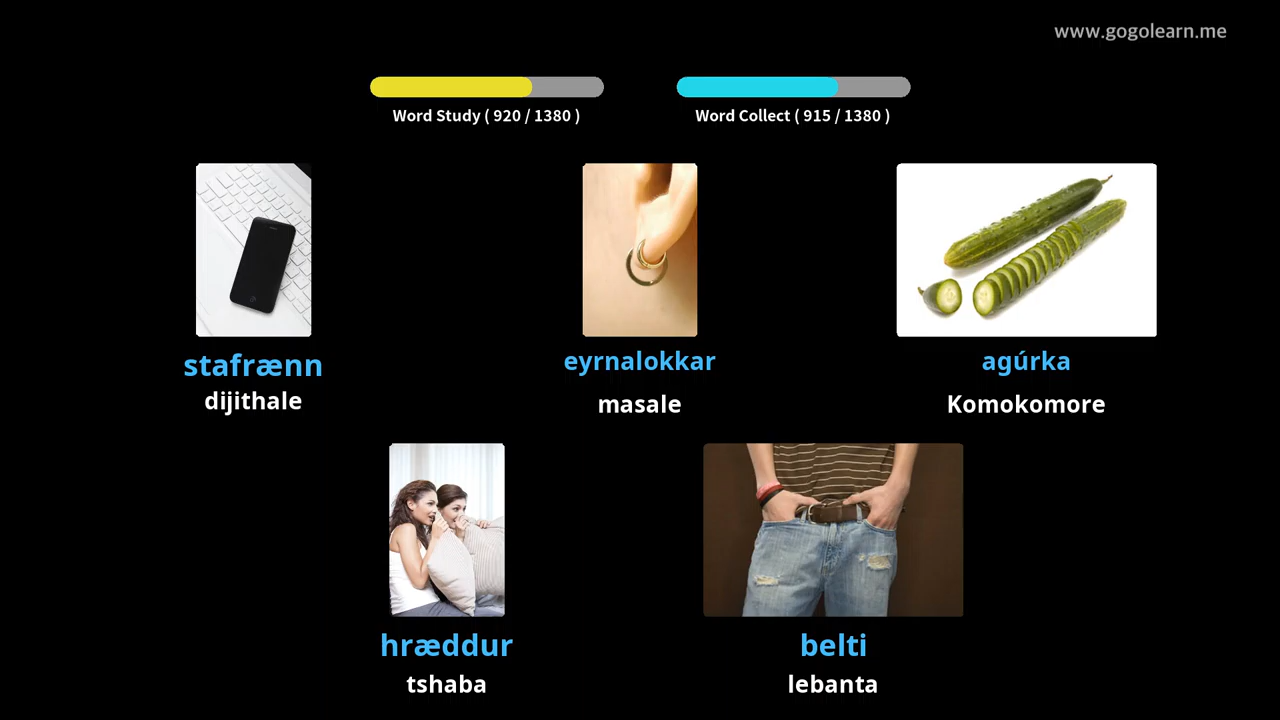 www.gogolearn.me
Word Study ( 920 / 1380 )
Word Collect ( 915 / 1380 )
stafrænn
dijithale
eyrnalokkar
masale
agúrka
Komokomore
hræddur
tshaba
belti
lebanta